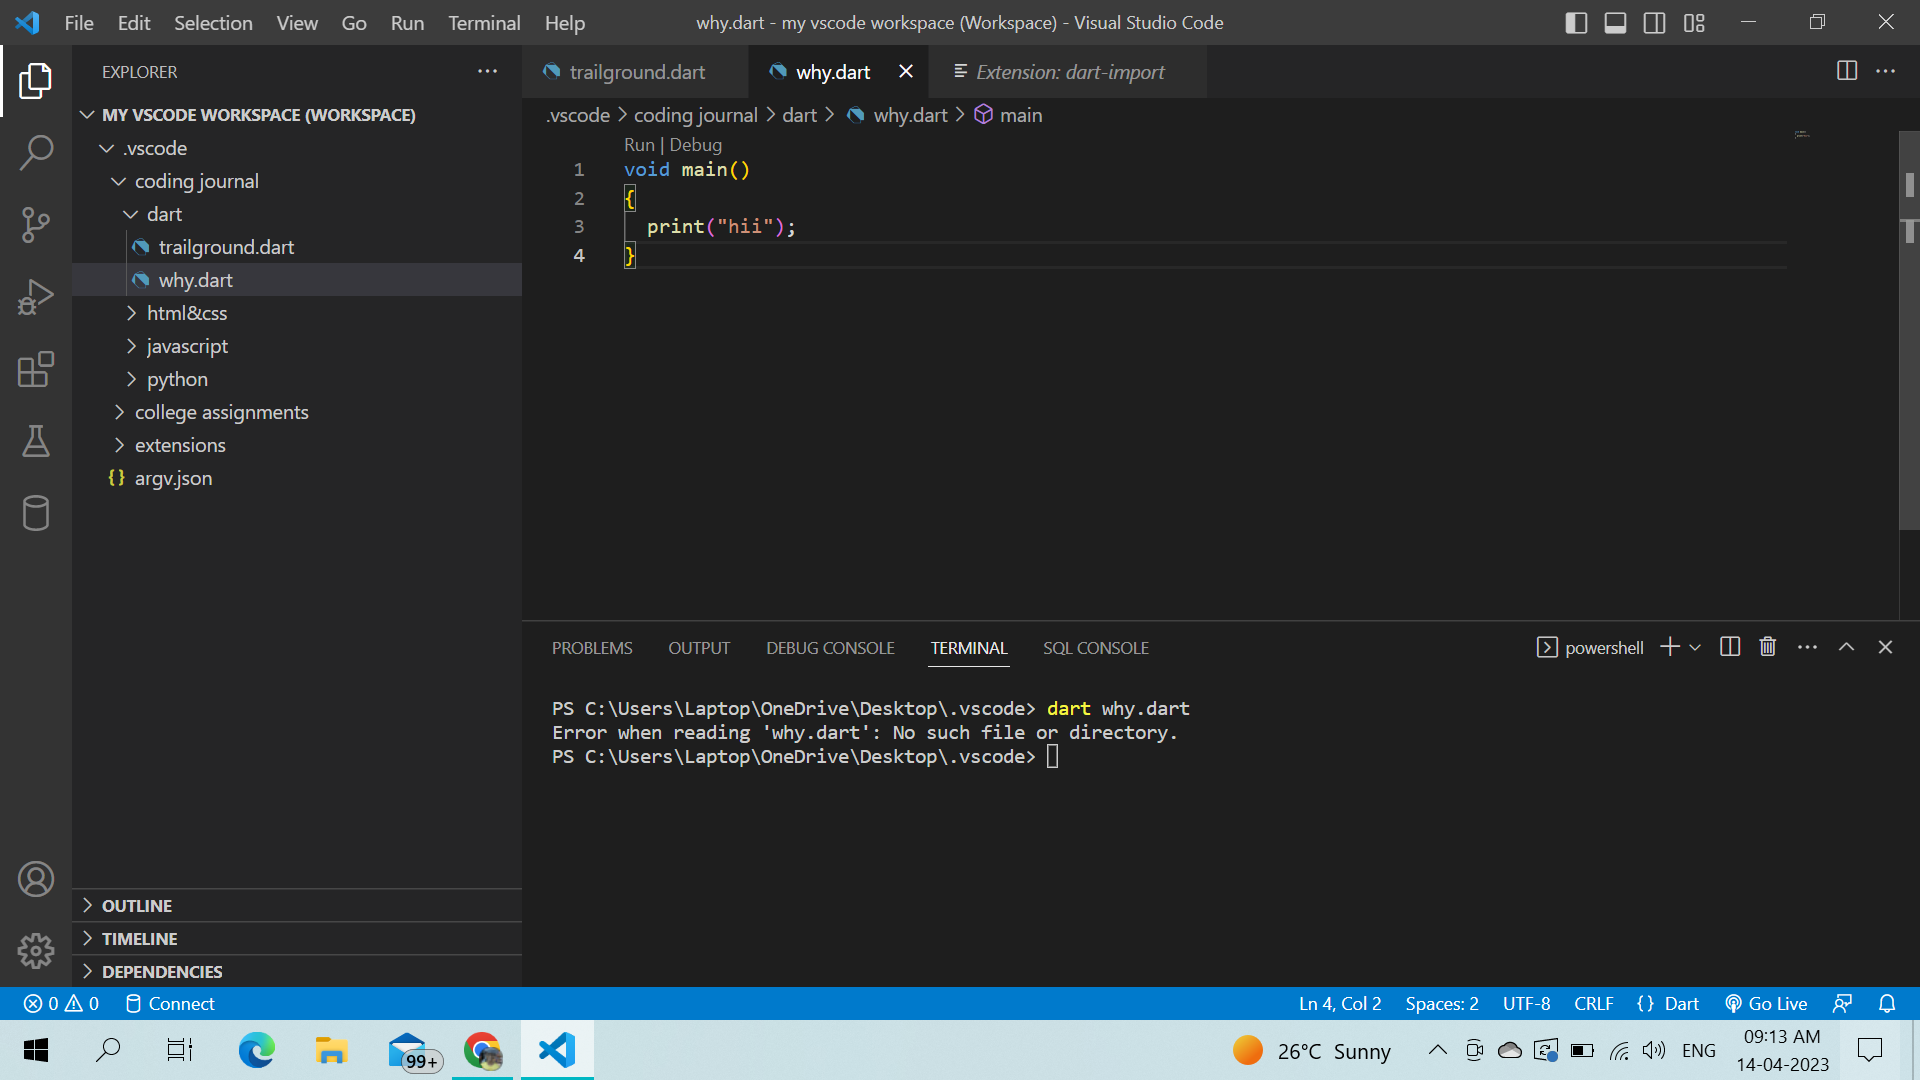 File Edit Selection View Go Run Terminal Help
why.dart - my vscode workspace (Workspace) - Visual Studio Code
EXPLORER
MY VSCODE WORKSPACE (WORKSPACE)
.vscode
coding journal
dart
trailground.dart
why.dart
html&css
javascript
python
college assignments
extensions
{} argv.json
OUTLINE
TIMELINE
DEPENDENCIES
trailground.dart
why.dart
Extension: dart-import
.vscode > coding journal > dart > why.dart > main
Run | Debug
1 void main()
2 {
3 print("hii");
4 }
PROBLEMS OUTPUT DEBUG CONSOLE TERMINAL SQL CONSOLE
powershell
PS C:\Users\Laptop\OneDrive\Desktop\.vscode> dart why.dart
Error when reading 'why.dart': No such file or directory.
PS C:\Users\Laptop\OneDrive\Desktop\.vscode>
0 0 Connect
Ln 4, Col 2 Spaces: 2 UTF-8 CRLF {} Dart Go Live
99+
26°C Sunny
ENG
09:13 AM
14-04-2023